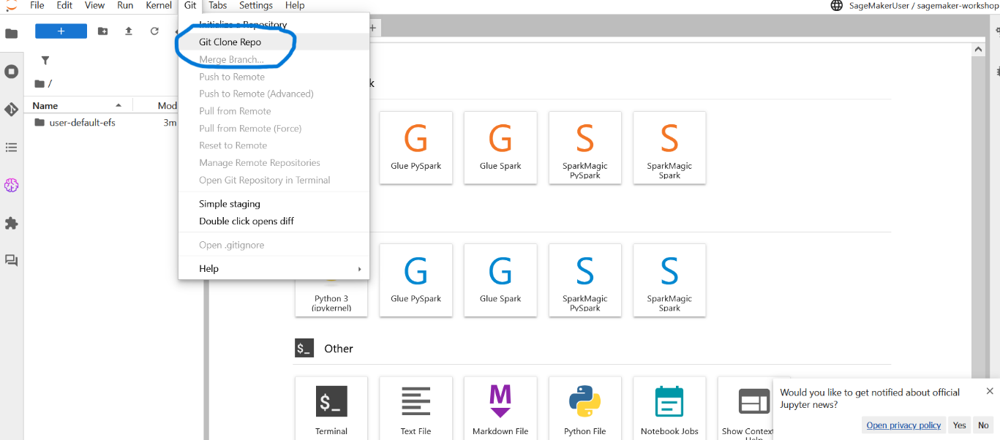 File Edit View Run Kernel Git Tabs Settings Help
SageMakerUser / sagemaker-workshop
+
Initialize a Repository
Git Clone Repo
Merge Branch...
Push to Remote
Push to Remote (Advanced)
Pull from Remote
Pull from Remote (Force)
Reset to Remote
Manage Remote Repositories
Open Git Repository in Terminal
Simple staging
Double click opens diff
Open .gitignore
Help
/
Name Mod
user-default-efs 3m
k
G G S S
Glue PySpark
Glue Spark
SparkMagic
PySpark
SparkMagic
Spark
G G S S
Python 3
(ipykernel)
Glue PySpark
Glue Spark
SparkMagic
PySpark
SparkMagic
Spark
$_ Other
$_
M
Terminal
Text File
Markdown File
Python File
Notebook Jobs
Show Context
Help
Would you like to get notified about official
Jupyter news?
Open privacy policy Yes No